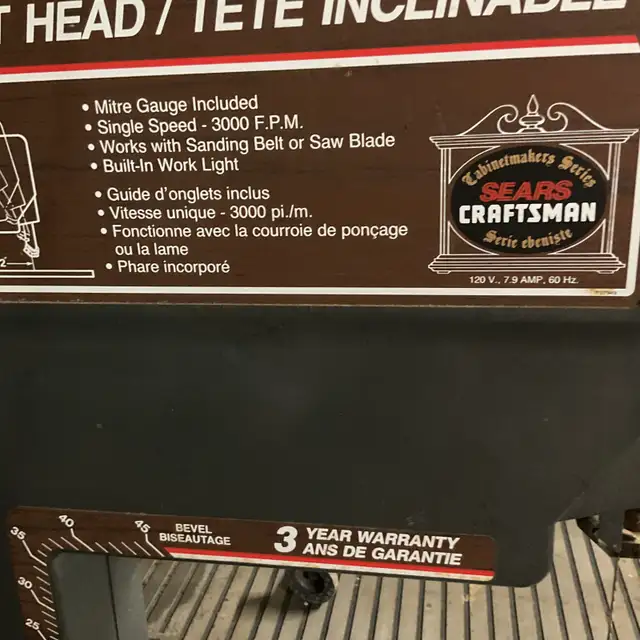 T HEAD / TÊTE INCLINABLE
• Mitre Gauge Included
• Single Speed - 3000 F.P.M.
• Works with Sanding Belt or Saw Blade
• Built-In Work Light
• Guide d'onglets inclus
• Vitesse unique - 3000 pi./m.
• Fonctionne avec la courroie de ponçage
ou la lame
• Phare incorporé
Cabinetmakers Series
SEARS
CRAFTSMAN
Serie ebeniste
120 V., 7.9 AMP, 60 Hz.
BEVEL
BISEAUTAGE
3 YEAR WARRANTY
ANS DE GARANTIE
45
40
35
30
25